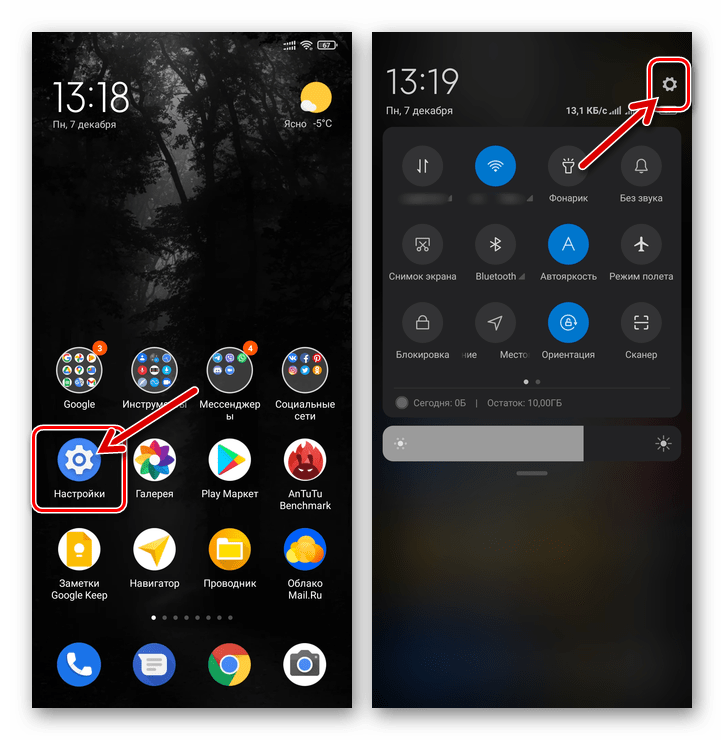 67
13:18
Пн, 7 декабря
Ясно -5°C
3
4
Google
Инструменты
Мессенджер
ы
Социальные
сети
Настройки
Галерея
Play Маркет
AnTuTu
Benchmark
Заметки
Google Keep
Навигатор
Проводник
Облако
Mail.Ru
13:19
Пн, 7 декабря
13,1 КБ/с
Фонарик
Без звука
Снимок экрана
Bluetooth
Автояркость
Режим полета
Блокировка
ние
Место
Ориентация
Сканер
Сегодня: 0Б | Остаток: 10,00ГБ